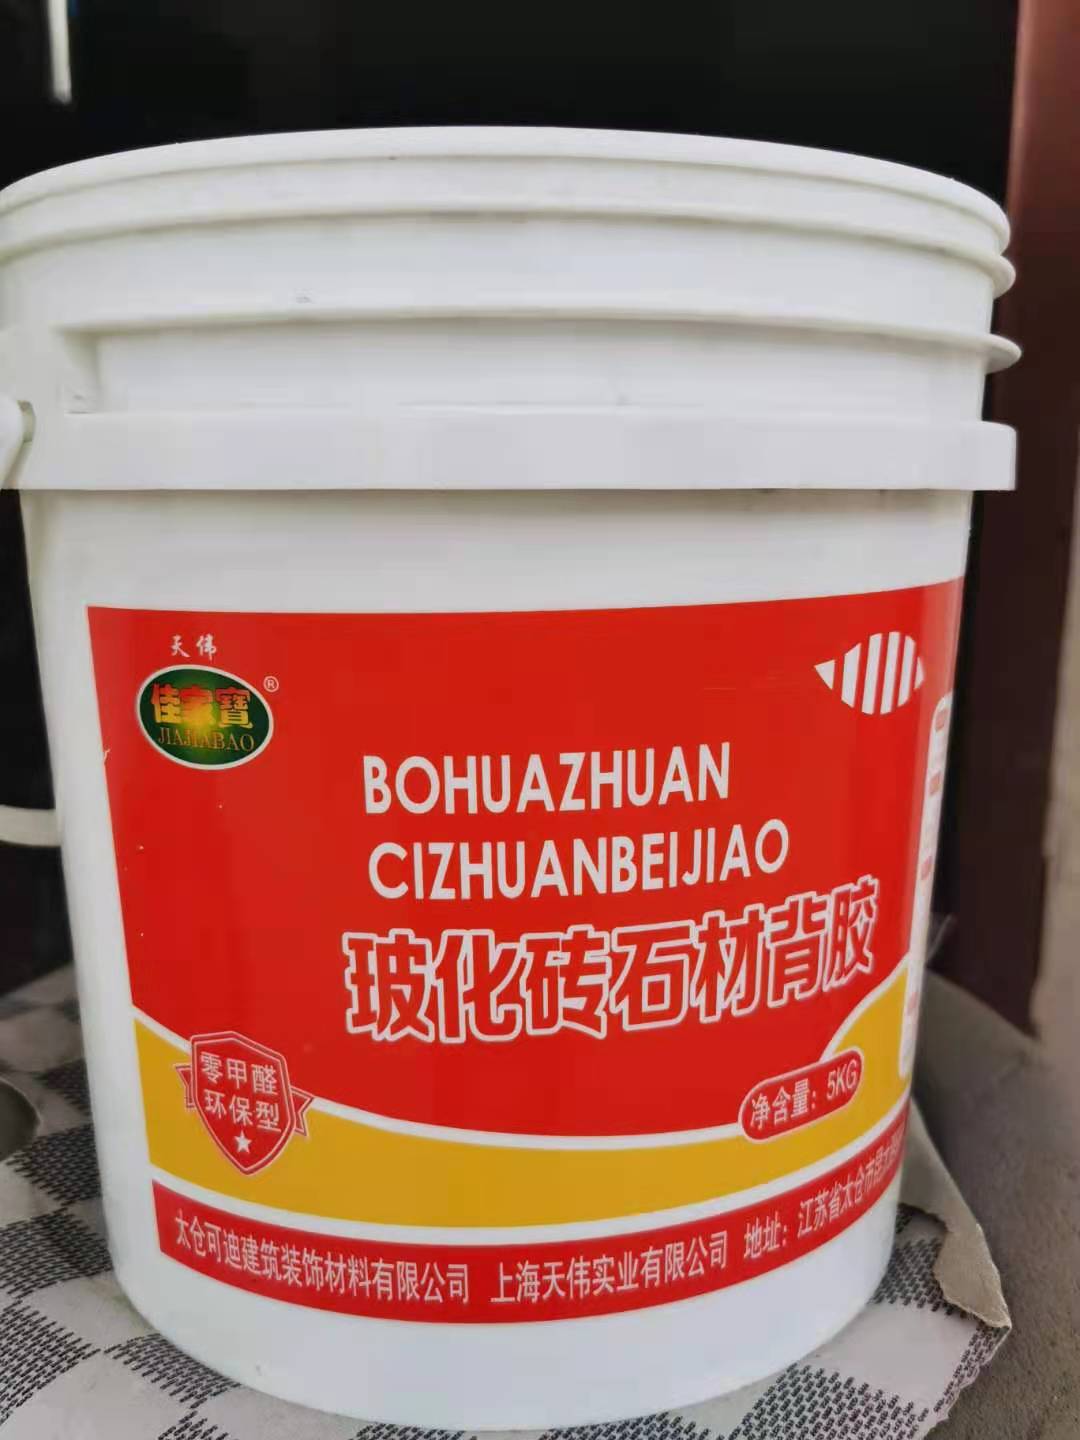 天伟
佳家寶®
JIAJIABAO
BOHUAZHUAN
CIZHUANBEIJIAO
玻化砖石材背胶
零甲醛
环保型
净含量：5KG
太仓可迪建筑装饰材料有限公司 上海天伟实业有限公司 地址：江苏省太仓市